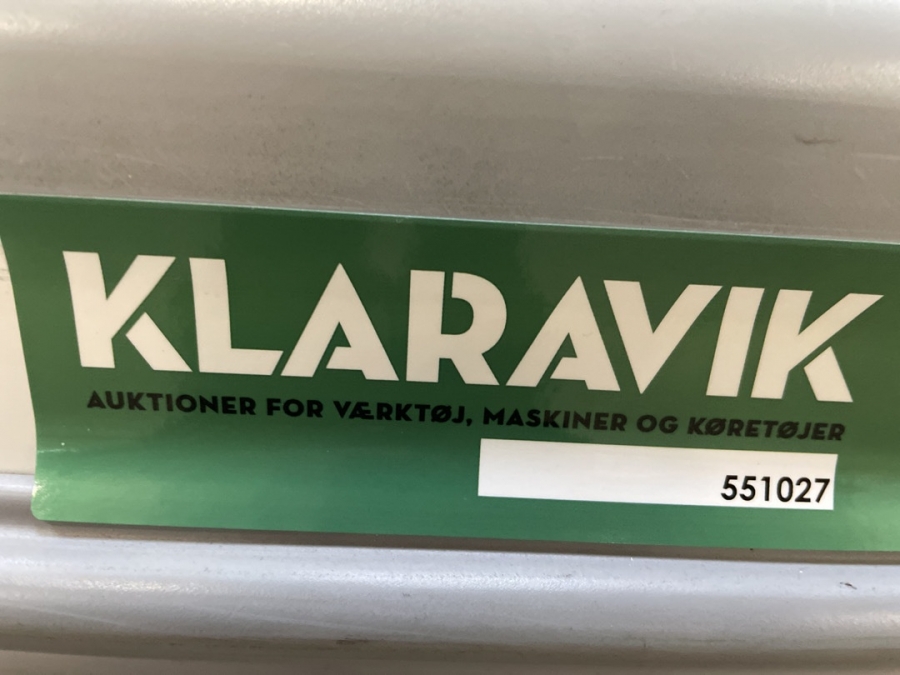 KLARAVIK
AUKTIONER FOR VÆRKTØJ, MASKINER OG KØRETØJER
551027